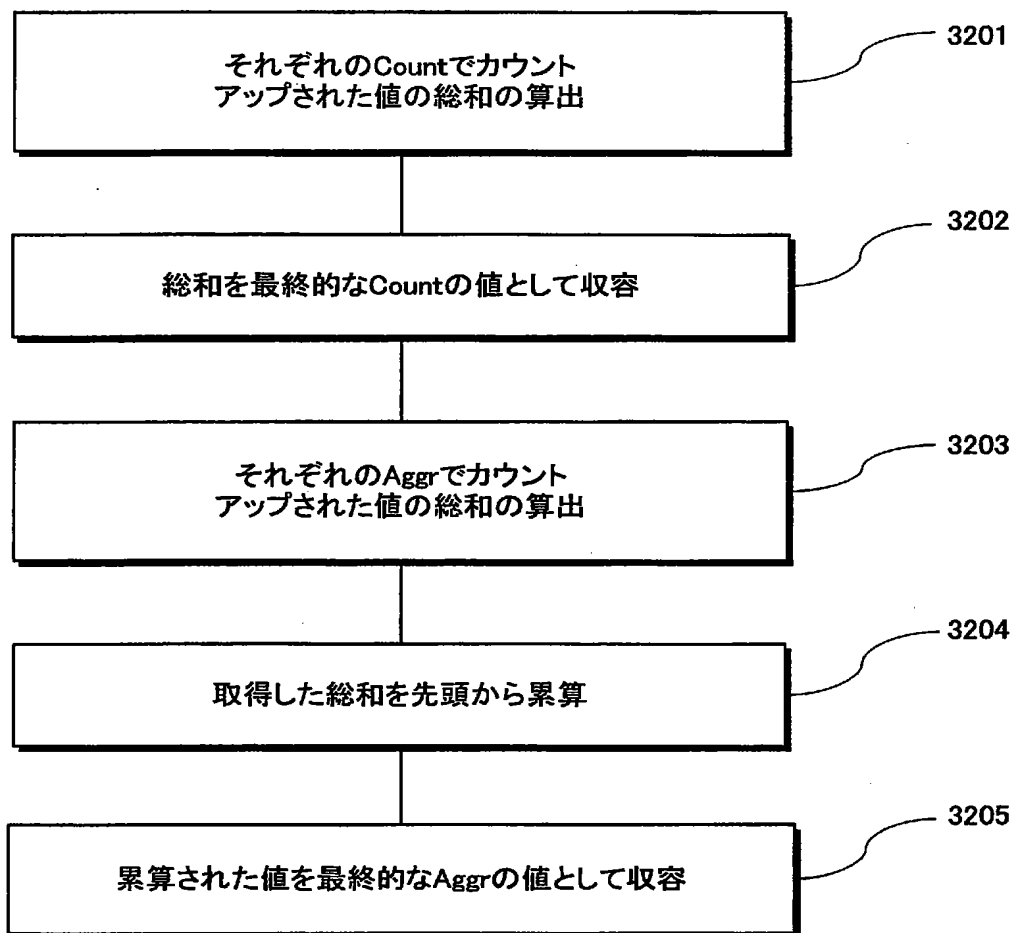 3201
それぞれのCountでカウント
アップされた値の総和の算出
3202
総和を最終的なCountの値として収容
3203
それぞれのAggrでカウント
アップされた値の総和の算出
3204
取得した総和を先頭から累算
3205
累算された値を最終的なAggrの値として収容